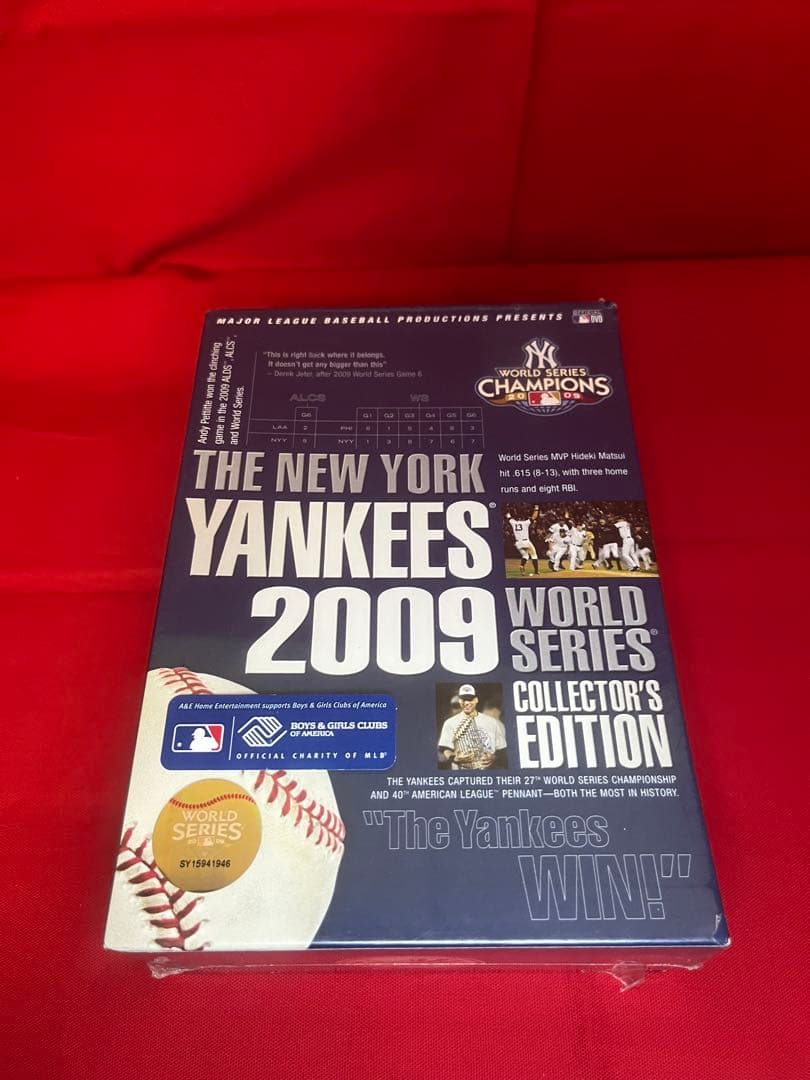 MAJOR LEAGUE BASEBALL PRODUCTIONS PRESENTS
OFFICIAL
DVD
Andy Pettitte won the clinching
game in the 2009 ALDS™, ALCS™,
and World Series.
"This is right back where it belongs.
It doesn't get any bigger than this"
– Derek Jeter, after 2009 World Series Game 6
ALCS WS
G6 G1 G2 G3 G4 G5 G6
LAA 2 PHI 6 1 5 4 8 3
NYY 5 NYY 1 3 8 7 6 7
NY
WORLD SERIES
CHAMPIONS
2009
World Series MVP Hideki Matsui
hit .615 (8-13), with three home
runs and eight RBI.
THE NEW YORK
YANKEES®
2009
WORLD
SERIES®
COLLECTOR'S
EDITION
A&E Home Entertainment supports Boys & Girls Clubs of America
BOYS & GIRLS CLUBS
OF AMERICA
OFFICIAL CHARITY OF MLB®
THE YANKEES CAPTURED THEIR 27TH WORLD SERIES CHAMPIONSHIP
AND 40TH AMERICAN LEAGUE™ PENNANT—BOTH THE MOST IN HISTORY.
WORLD
SERIES
2009
SY15941946
"The Yankees
WIN!"